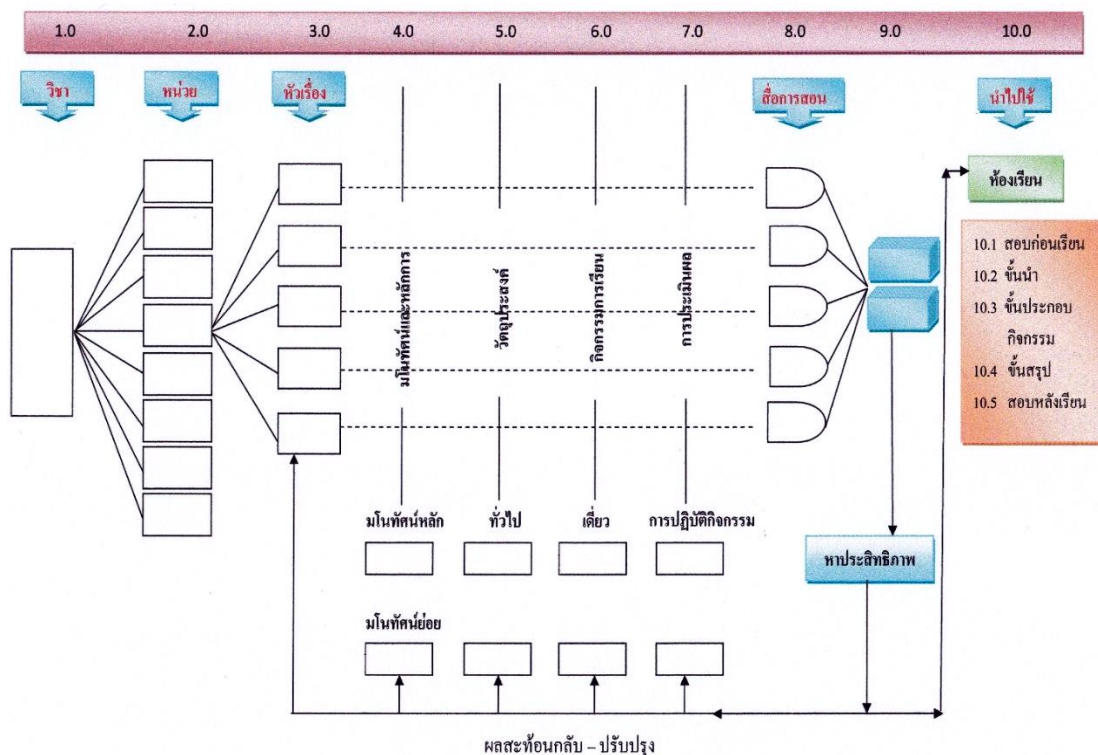 1.0 2.0 3.0 4.0 5.0 6.0 7.0 8.0 9.0 10.0
วิชา
หน่วย
หัวเรื่อง
สื่อการสอน
นำไปใช้
ห้องเรียน
มโนทัศน์และหลักการ
วัตถุประสงค์
กิจกรรมการเรียน
การประเมินผล
10.1 สอบก่อนเรียน
10.2 ขั้นนำ
10.3 ขั้นประกอบ
กิจกรรม
10.4 ขั้นสรุป
10.5 สอบหลังเรียน
มโนทัศน์หลัก
ทั่วไป
เดี่ยว
การปฏิบัติกิจกรรม
หาประสิทธิภาพ
มโนทัศน์ย่อย
ผลสะท้อนกลับ – ปรับปรุง